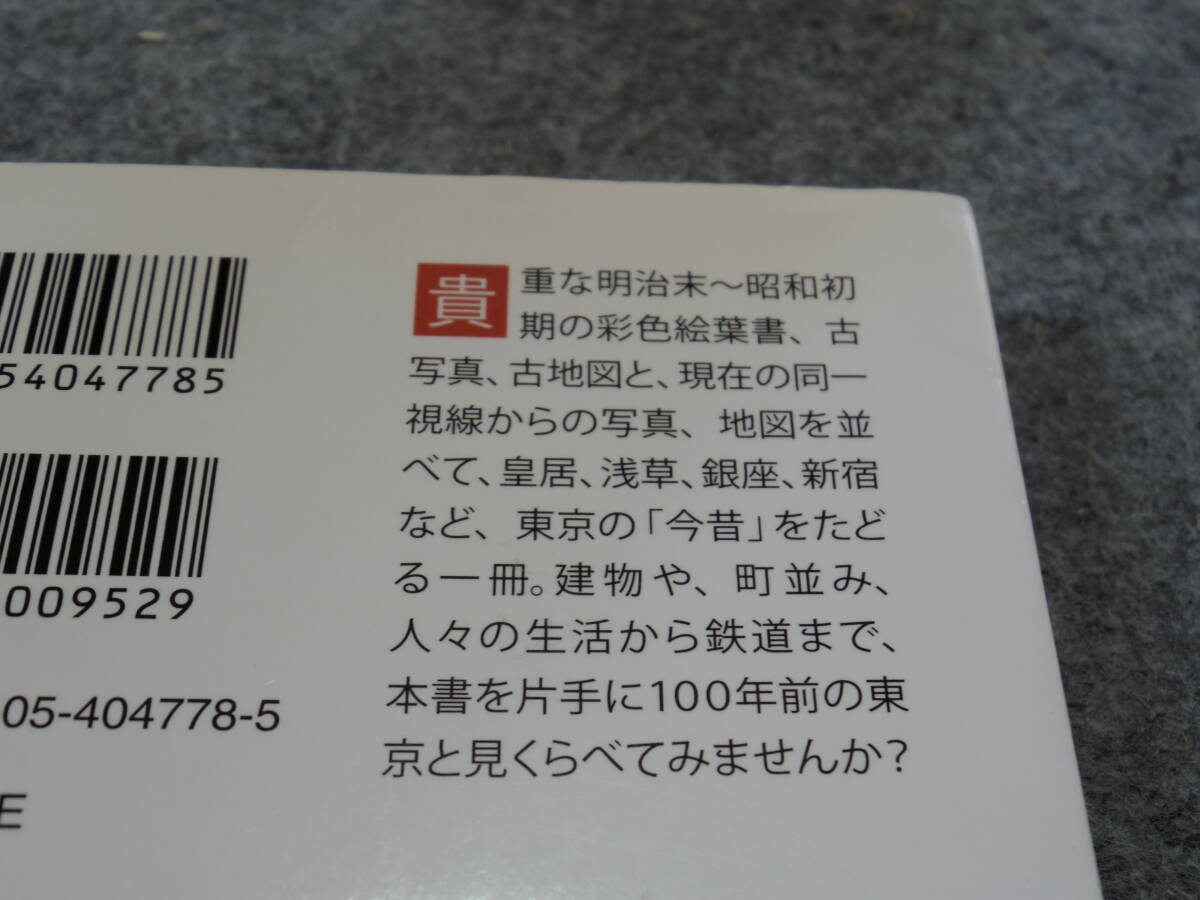 貴重な明治末～昭和初
期の彩色絵葉書、古
写真、古地図と、現在の同一
視線からの写真、地図を並
べて、皇居、浅草、銀座、新宿
など、東京の「今昔」をたど
る一冊。建物や、町並み、
人々の生活から鉄道まで、
本書を片手に100年前の東
京と見くらべてみませんか?
54047785
009529
05-404778-5
E